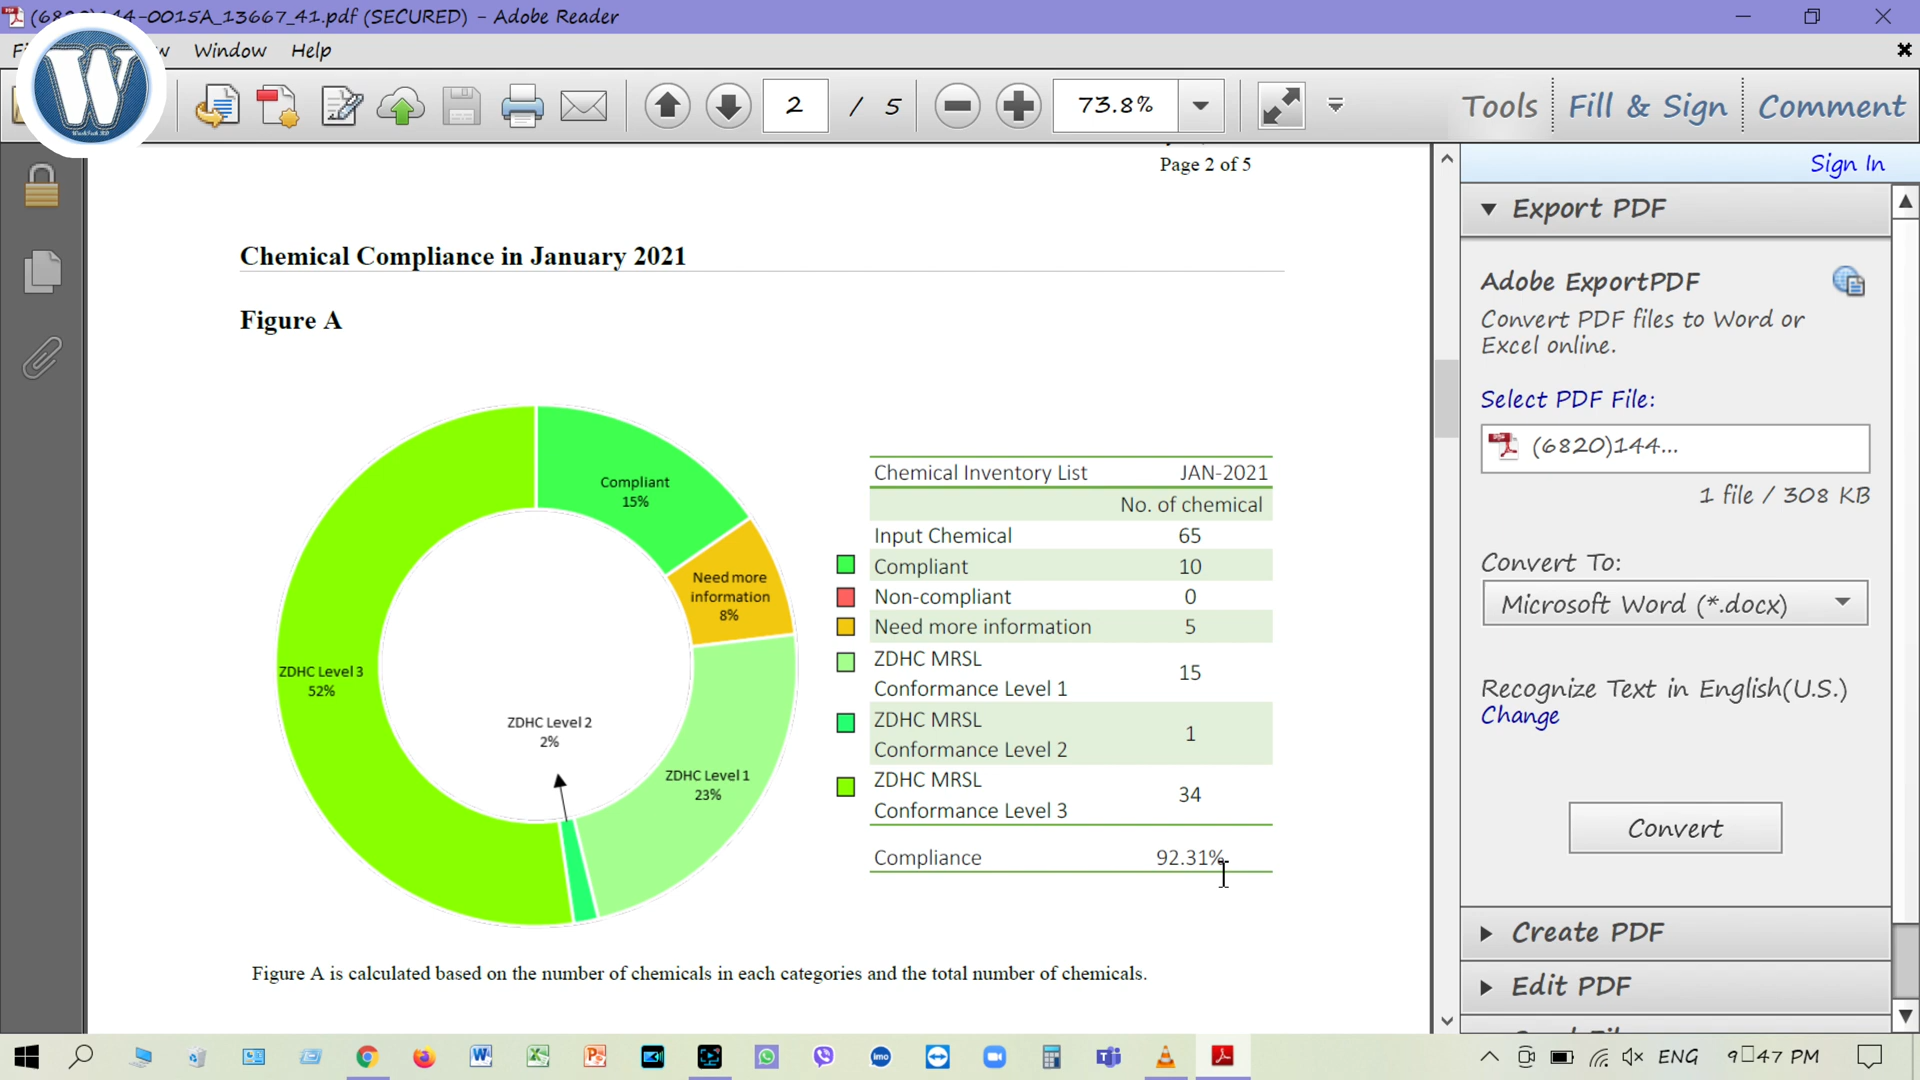 (6820)144-0015A_13667_41.pdf (SECURED) - Adobe Reader
Window Help
W
2 / 5
73.8%
Tools
Fill & Sign
Comment
Page 2 of 5
Chemical Compliance in January 2021
Figure A
Compliant
15%
Need more
information
8%
ZDHC Level 3
52%
ZDHC Level 2
2%
ZDHC Level 1
23%
Chemical Inventory List JAN-2021
No. of chemical
Input Chemical 65
Compliant 10
Non-compliant 0
Need more information 5
ZDHC MRSL
Conformance Level 1 15
ZDHC MRSL
Conformance Level 2 1
ZDHC MRSL
Conformance Level 3 34
Compliance 92.31%
Figure A is calculated based on the number of chemicals in each categories and the total number of chemicals.
Sign In
Export PDF
Adobe ExportPDF
Convert PDF files to Word or
Excel online.
Select PDF File:
(6820)144...
1 file / 308 KB
Convert To:
Microsoft Word (*.docx)
Recognize Text in English(U.S.)
Change
Convert
Create PDF
Edit PDF
imo
ENG
9:47 PM